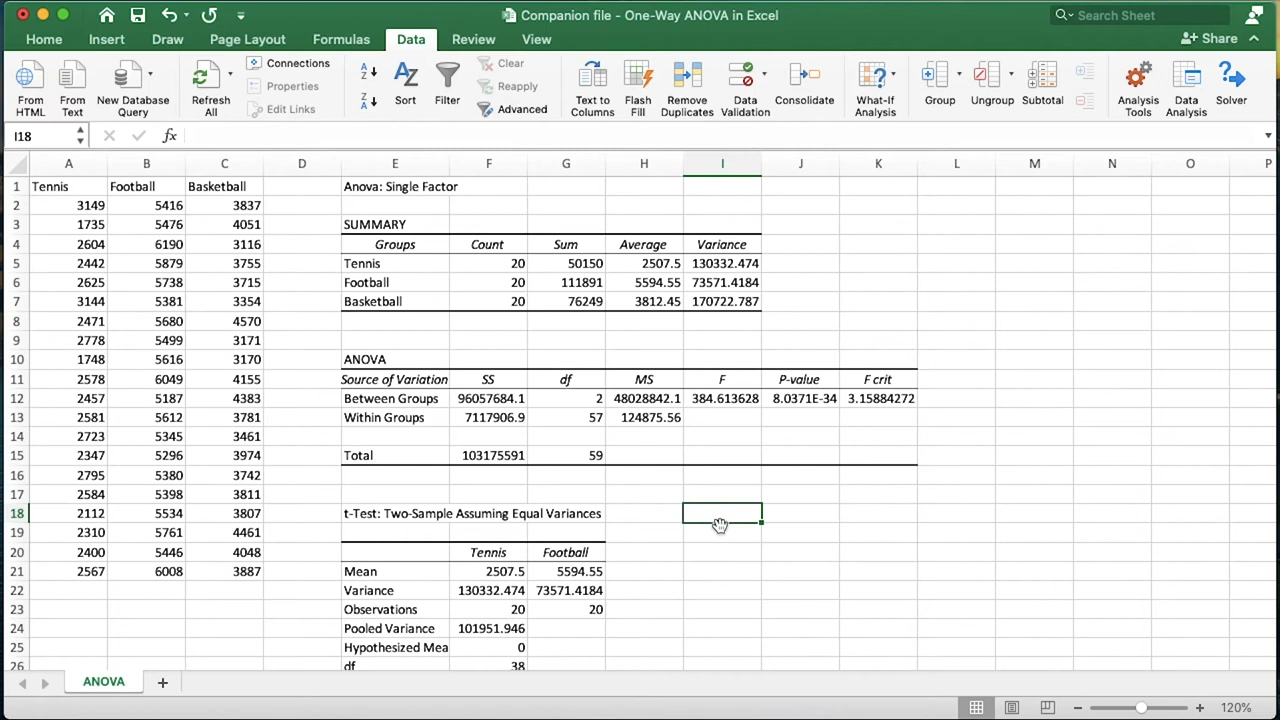 Companion file - One-Way ANOVA in Excel
Search Sheet
Home Insert Draw Page Layout Formulas Data Review View
Share
From HTML
From Text
New Database Query
Refresh All
Connections
Properties
Edit Links
Sort
Filter
Clear
Reapply
Advanced
Text to Columns
Flash Fill
Remove Duplicates
Data Validation
Consolidate
What-If Analysis
Group
Ungroup
Subtotal
Analysis Tools
Data Analysis
Solver
I18 fx
A B C D E F G H I J K L M N O P
1 Tennis Football Basketball Anova: Single Factor
2 3149 5416 3837
3 1735 5476 4051 SUMMARY
4 2604 6190 3116 Groups Count Sum Average Variance
5 2442 5879 3755 Tennis 20 50150 2507.5 130332.474
6 2625 5738 3715 Football 20 111891 5594.55 73571.4184
7 3144 5381 3354 Basketball 20 76249 3812.45 170722.787
8 2471 5680 4570
9 2778 5499 3171
10 1748 5616 3170 ANOVA
11 2578 6049 4155 Source of Variation SS df MS F P-value F crit
12 2457 5187 4383 Between Groups 96057684.1 2 48028842.1 384.613628 8.0371E-34 3.15884272
13 2581 5612 3781 Within Groups 7117906.9 57 124875.56
14 2723 5345 3461
15 2347 5296 3974 Total 103175591 59
16 2795 5380 3742
17 2584 5398 3811
18 2112 5534 3807 t-Test: Two-Sample Assuming Equal Variances
19 2310 5761 4461
20 2400 5446 4048 Tennis Football
21 2567 6008 3887 Mean 2507.5 5594.55
22 Variance 130332.474 73571.4184
23 Observations 20 20
24 Pooled Variance 101951.946
25 Hypothesized Mea 0
26 df 38
ANOVA
120%